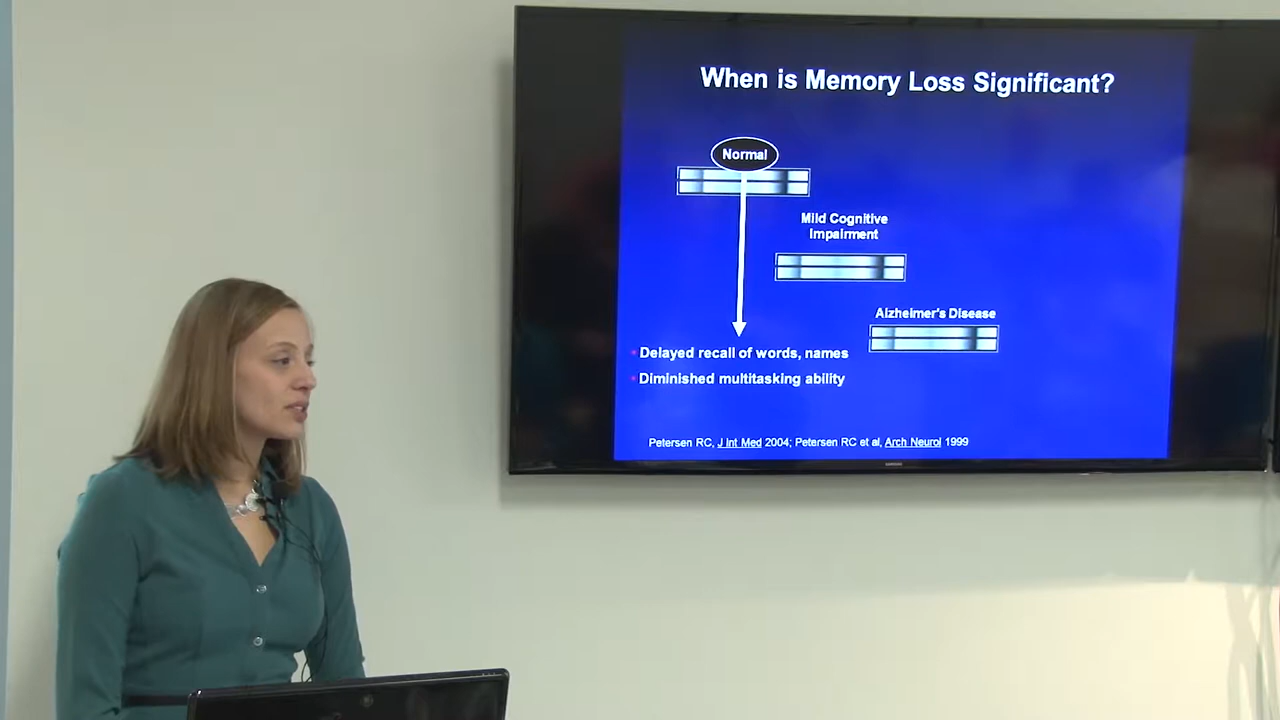 When is Memory Loss Significant?
Normal
Mild Cognitive
Impairment
Alzheimer's Disease
Delayed recall of words, names
Diminished multitasking ability
Petersen RC, J Int Med 2004; Petersen RC et al, Arch Neurol 1999
SAMSUNG